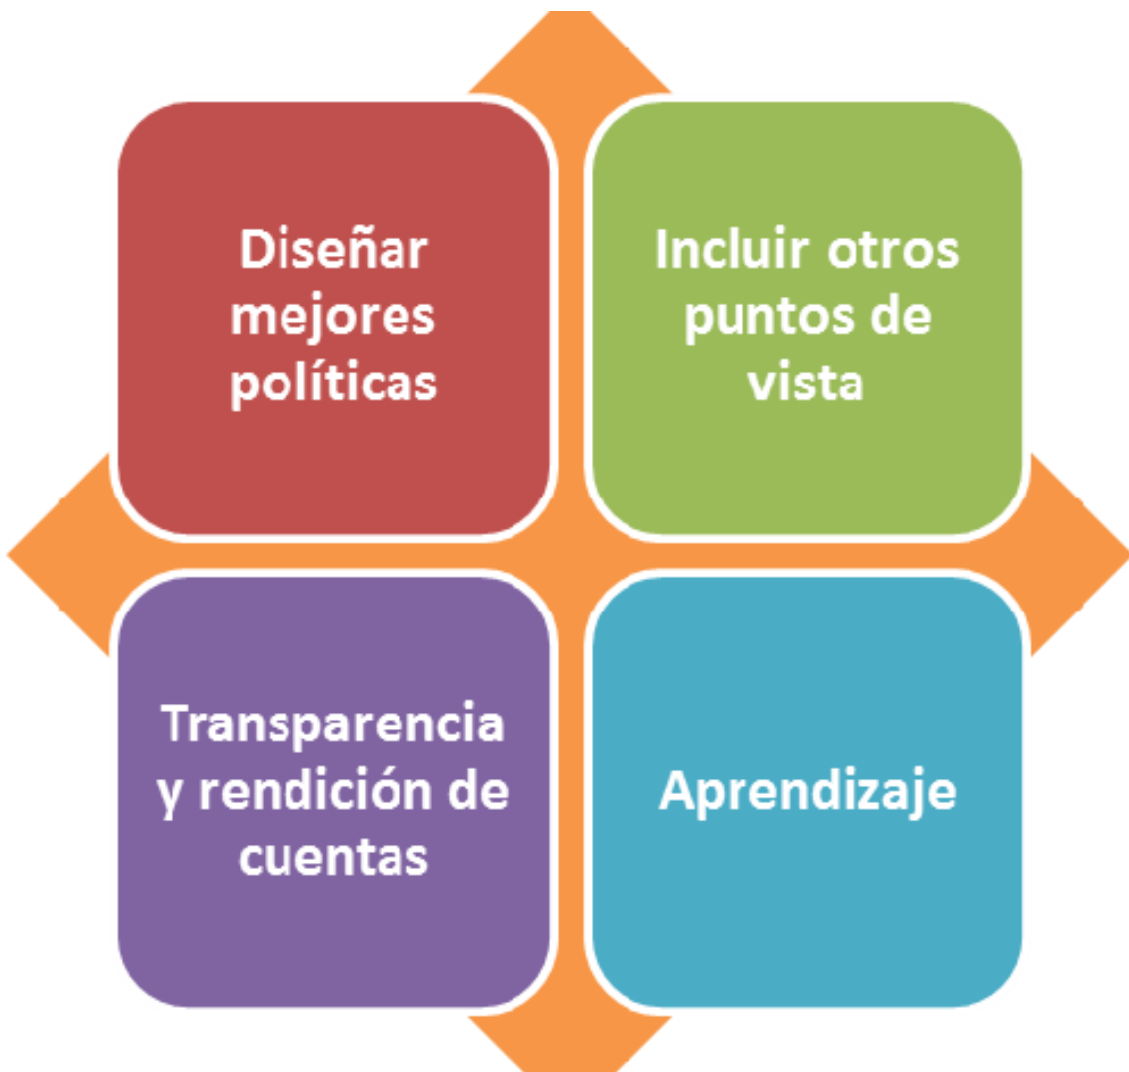 Diseñar
mejores
políticas
Incluir otros
puntos de
vista
Transparencia
y rendición de
cuentas
Aprendizaje